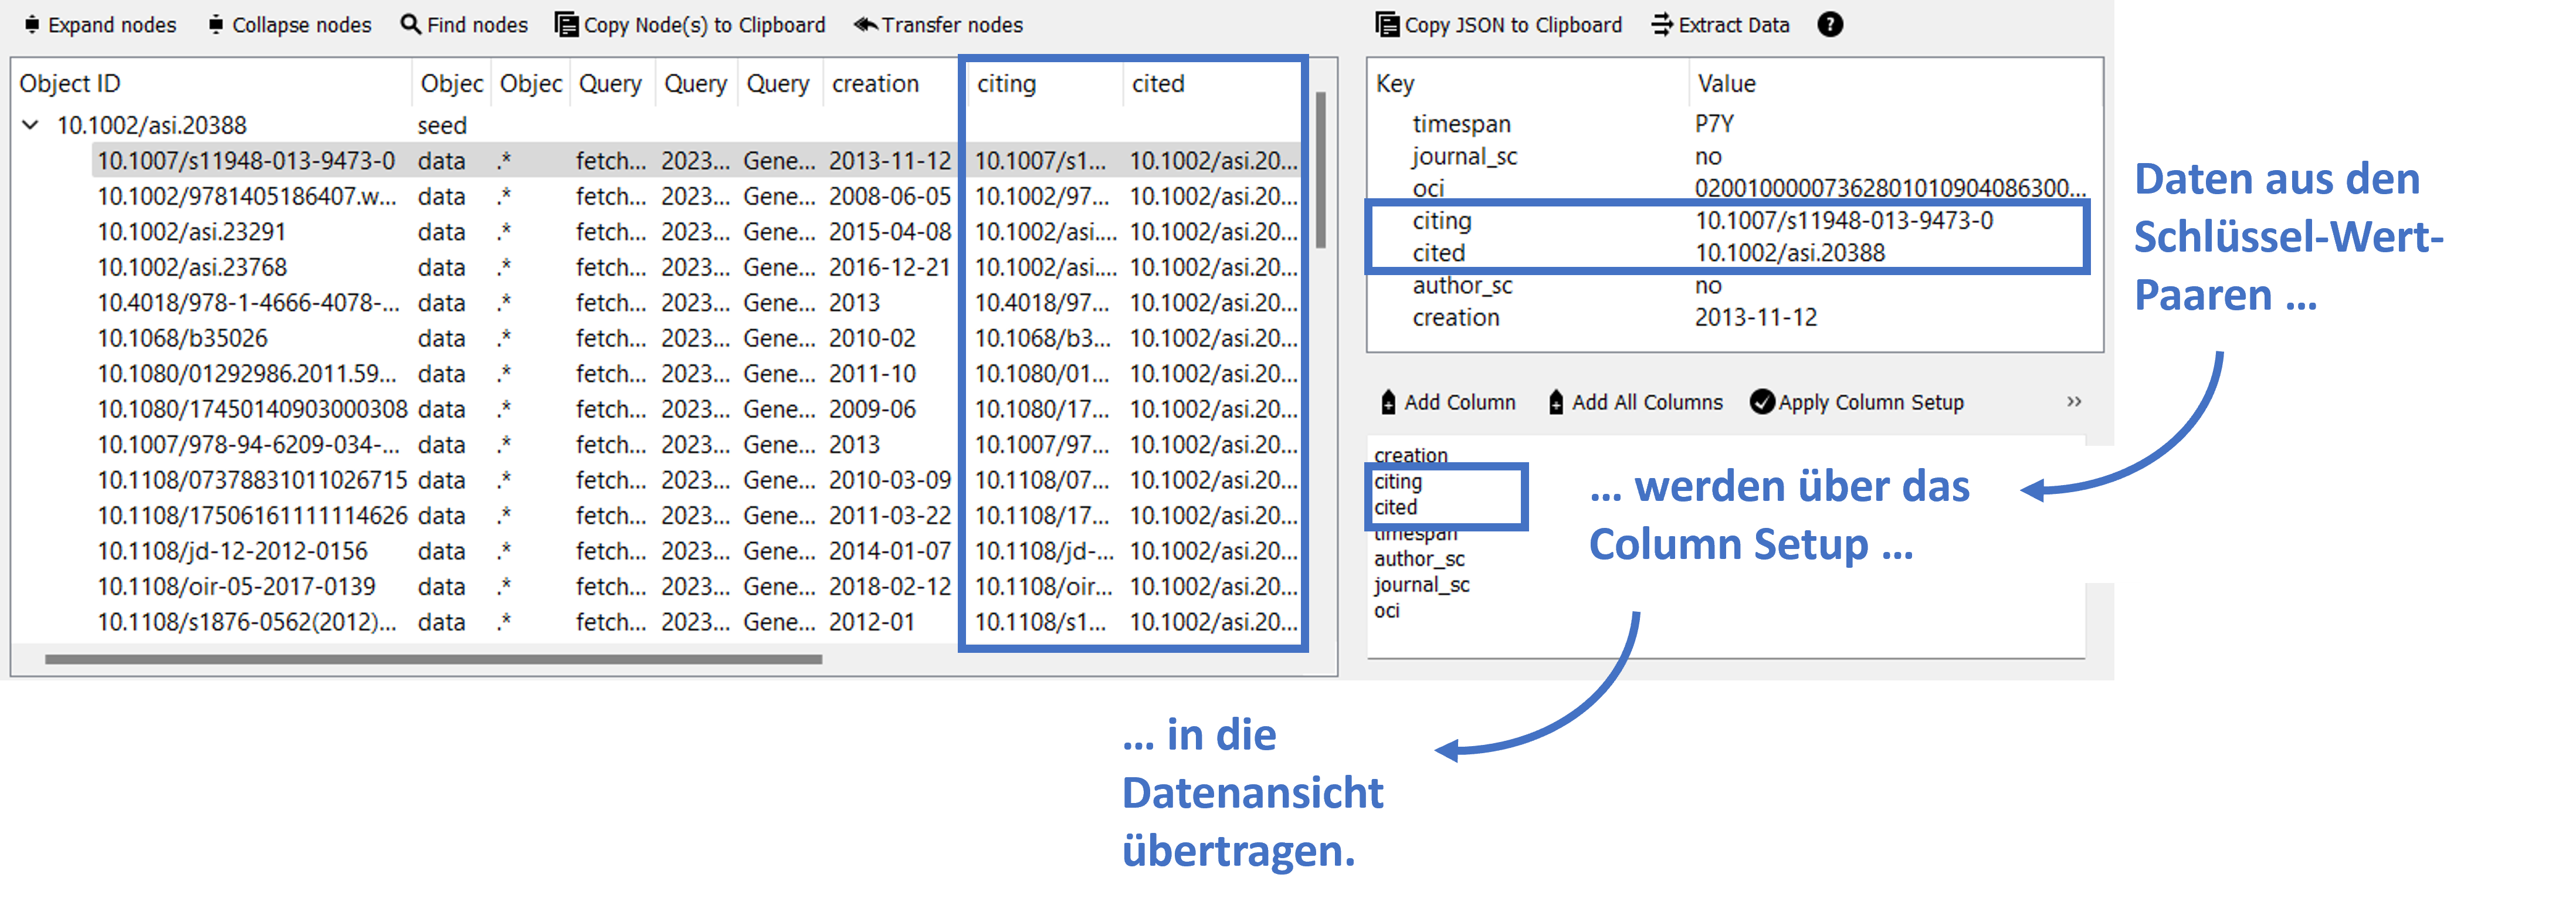 Expand nodes Collapse nodes Find nodes Copy Node(s) to Clipboard Transfer nodes
Object ID Objec Objec Query Query Query creation citing cited
10.1002/asi.20388 seed
10.1007/s11948-013-9473-0 data .* fetch... 2023... Gene... 2013-11-12 10.1007/s1... 10.1002/asi.20...
10.1002/9781405186407.w... data .* fetch... 2023... Gene... 2008-06-05 10.1002/97... 10.1002/asi.20...
10.1002/asi.23291 data .* fetch... 2023... Gene... 2015-04-08 10.1002/asi.... 10.1002/asi.20...
10.1002/asi.23768 data .* fetch... 2023... Gene... 2016-12-21 10.1002/asi.... 10.1002/asi.20...
10.4018/978-1-4666-4078-... data .* fetch... 2023... Gene... 2013 10.4018/97... 10.1002/asi.20...
10.1068/b35026 data .* fetch... 2023... Gene... 2010-02 10.1068/b3... 10.1002/asi.20...
10.1080/01292986.2011.59... data .* fetch... 2023... Gene... 2011-10 10.1080/01... 10.1002/asi.20...
10.1080/17450140903000308 data .* fetch... 2023... Gene... 2009-06 10.1080/17... 10.1002/asi.20...
10.1007/978-94-6209-034-... data .* fetch... 2023... Gene... 2013 10.1007/97... 10.1002/asi.20...
10.1108/07378831011026715 data .* fetch... 2023... Gene... 2010-03-09 10.1108/07... 10.1002/asi.20...
10.1108/17506161111114626 data .* fetch... 2023... Gene... 2011-03-22 10.1108/17... 10.1002/asi.20...
10.1108/jd-12-2012-0156 data .* fetch... 2023... Gene... 2014-01-07 10.1108/jd-... 10.1002/asi.20...
10.1108/oir-05-2017-0139 data .* fetch... 2023... Gene... 2018-02-12 10.1108/oir... 10.1002/asi.20...
10.1108/s1876-0562(2012)... data .* fetch... 2023... Gene... 2012-01 10.1108/s1... 10.1002/asi.20...
Copy JSON to Clipboard Extract Data ?
Key Value
timespan P7Y
journal_sc no
oci 02001000007362801010904086300...
citing 10.1007/s11948-013-9473-0
cited 10.1002/asi.20388
author_sc no
creation 2013-11-12
Add Column Add All Columns Apply Column Setup »
creation
citing
cited
timespan
author_sc
journal_sc
oci
Daten aus den
Schlüssel-Wert-
Paaren ...
... werden über das
Column Setup ...
... in die
Datenansicht
übertragen.